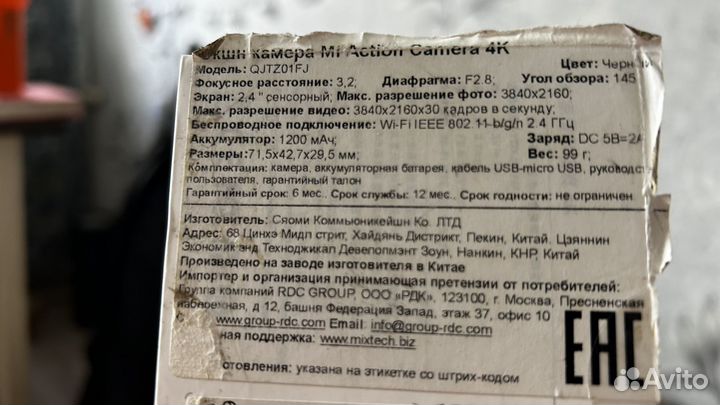 Экшн камера Mi Action Camera 4K
Цвет: Черный
Модель: QJTZ01FJ
Фокусное расстояние: 3,2; Диафрагма: F2.8; Угол обзора: 145
Экран: 2,4" сенсорный; Макс. разрешение фото: 3840x2160;
Макс. разрешение видео: 3840x2160x30 кадров в секунду;
Беспроводное подключение: Wi-Fi IEEE 802.11-b/g/n 2.4 ГГц
Аккумулятор: 1200 мАч; Заряд: DC 5В=2А
Размеры:71,5x42,7x29,5 мм; Вес: 99 г;
Комплектация: камера, аккумуляторная батарея, кабель USB-micro USB, руководст
пользователя, гарантийный талон
Гарантийный срок: 6 мес.. Срок службы: 12 мес.. Срок годности: не ограничен
Изготовитель: Сяоми Коммьюникейшн Ко. ЛТД
Адрес: 68 Цинхэ Мидл стрит, Хайдянь Дистрикт, Пекин, Китай. Цзяннин
Экономик энд Техноджикал Девелопмэнт Зоун, Нанкин, КНР, Китай
Произведено на заводе изготовителя в Китае
Импортер и организация принимающая претензии от потребителей:
Группа компаний RDC GROUP, ООО «РДК», 123100, г. Москва, Пресненская
набережная, д 12, башня Федерация Запад, этаж 37, офис 10
www.group-rdc.com Email: info@group-rdc.com
ная поддержка: www.mixtech.biz
готовления: указана на этикетке со штрих-кодом
EAC
Avito